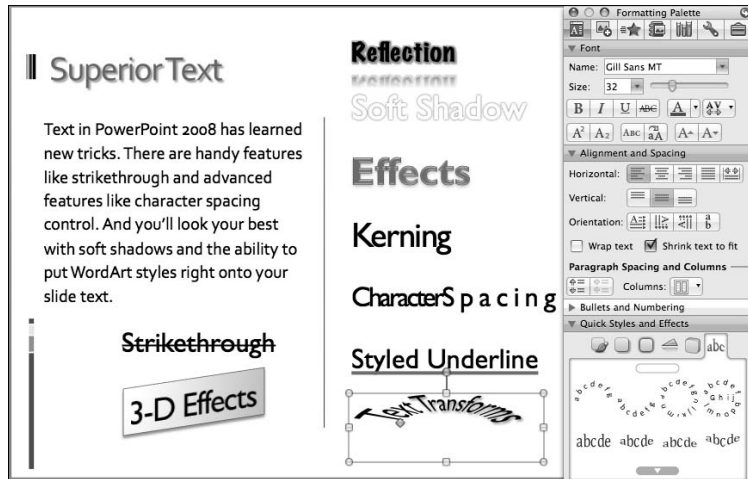 Superior Text
Text in PowerPoint 2008 has learned
new tricks. There are handy features
like strikethrough and advanced
features like character spacing
control. And you'll look your best
with soft shadows and the ability to
put WordArt styles right onto your
slide text.
Strikethrough
3-D Effects
Reflection
Soft Shadow
Effects
Kerning
CharacterSpacing
Styled Underline
Text Transforms
Formatting Palette
Font
Name: Gill Sans MT
Size: 32
B I U ABC A AV
A² A₂ ABC aA A A
Alignment and Spacing
Horizontal:
Vertical:
Orientation:
Wrap text Shrink text to fit
Paragraph Spacing and Columns
Columns:
Bullets and Numbering
Quick Styles and Effects
abc
abcde abcde abcde abcde